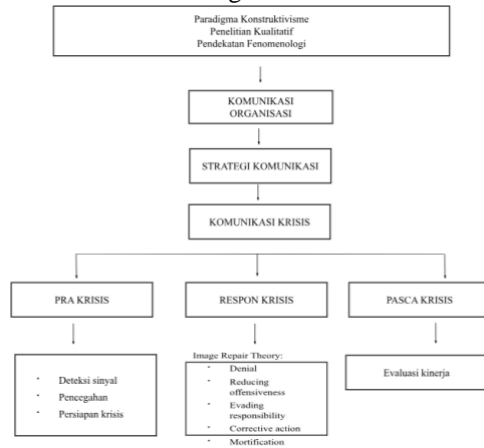 Paradigma Konstruktivisme
Penelitian Kualitatif
Pendekatan Fenomenologi
KOMUNIKASI
ORGANISASI
STRATEGI KOMUNIKASI
KOMUNIKASI KRISIS
PRA KRISIS
RESPON KRISIS
PASCA KRISIS
· Deteksi sinyal
· Pencegahan
· Persiapan krisis
Image Repair Theory:
· Denial
· Reducing
offensiveness
· Evading
responsibility
· Corrective action
· Mortification
Evaluasi kinerja